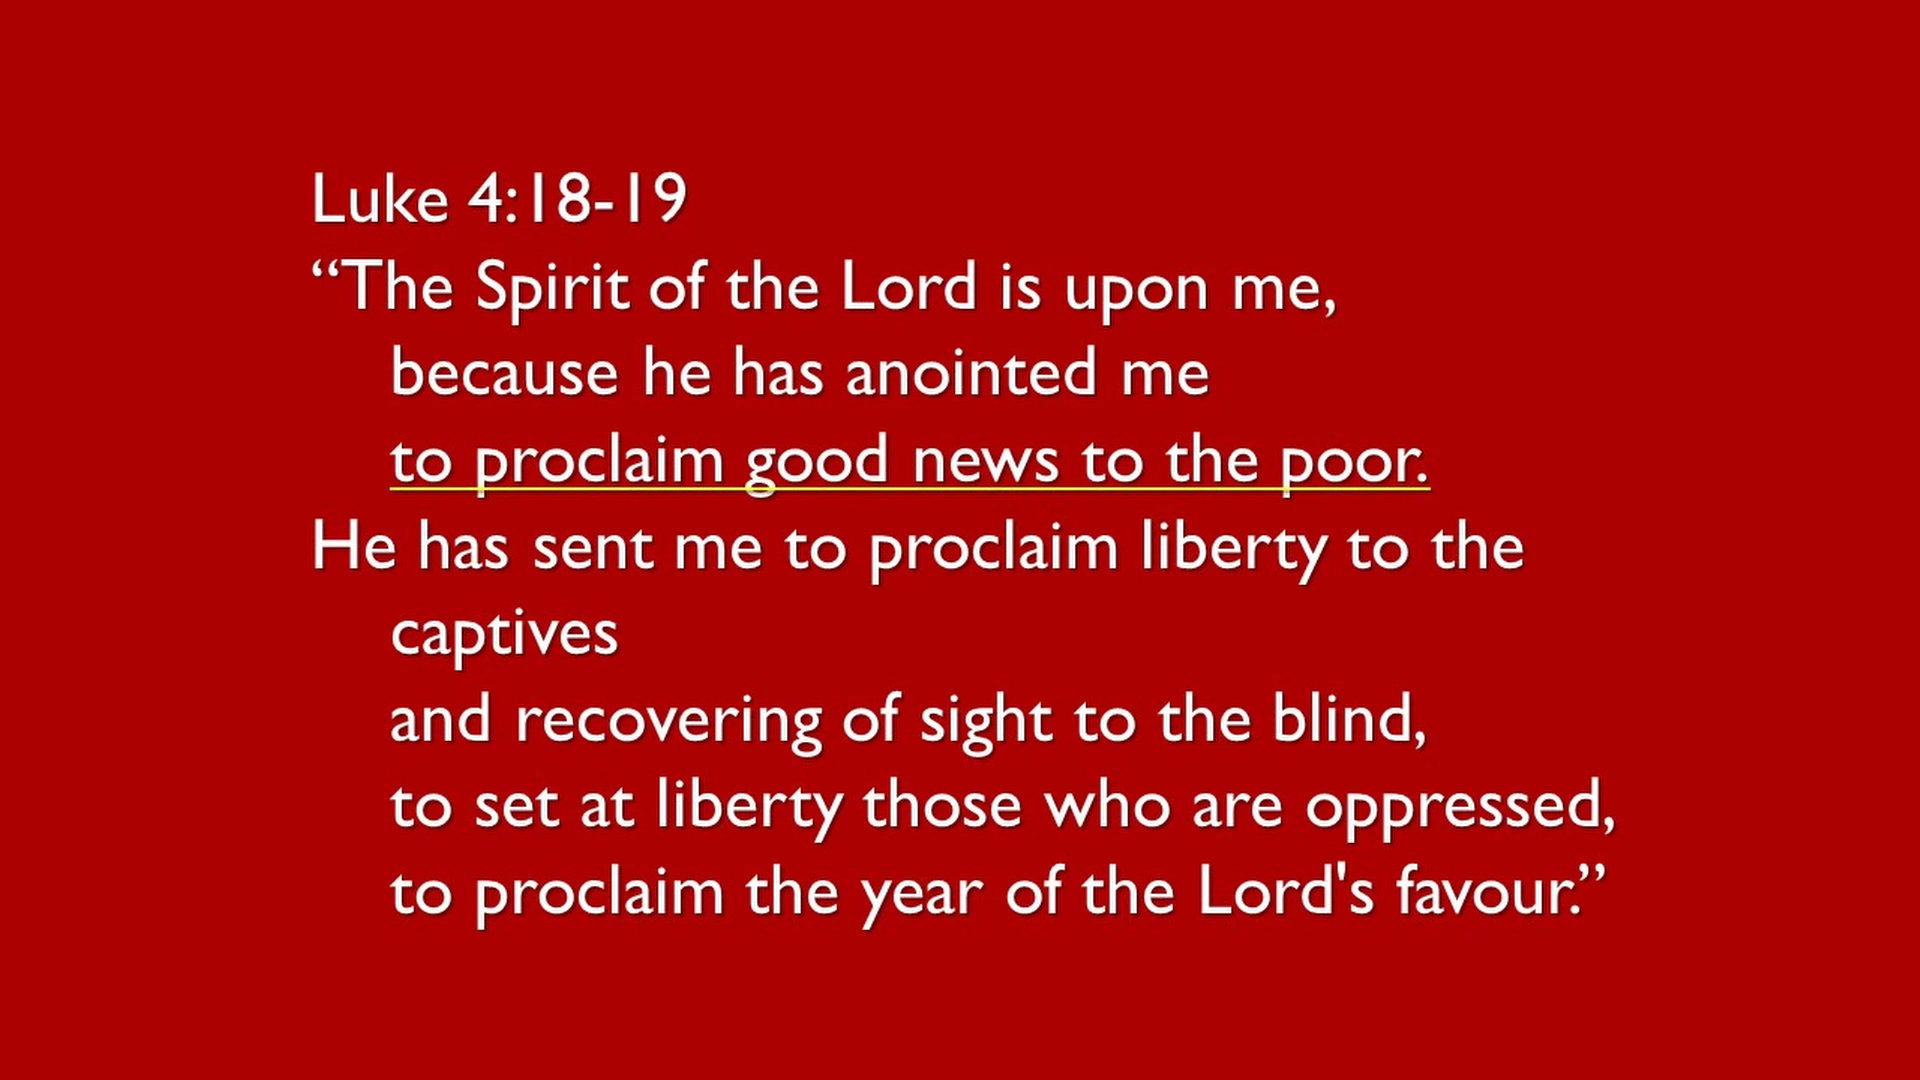 Luke 4:18-19
“The Spirit of the Lord is upon me,
because he has anointed me
to proclaim good news to the poor.
He has sent me to proclaim liberty to the
captives
and recovering of sight to the blind,
to set at liberty those who are oppressed,
to proclaim the year of the Lord's favour.”